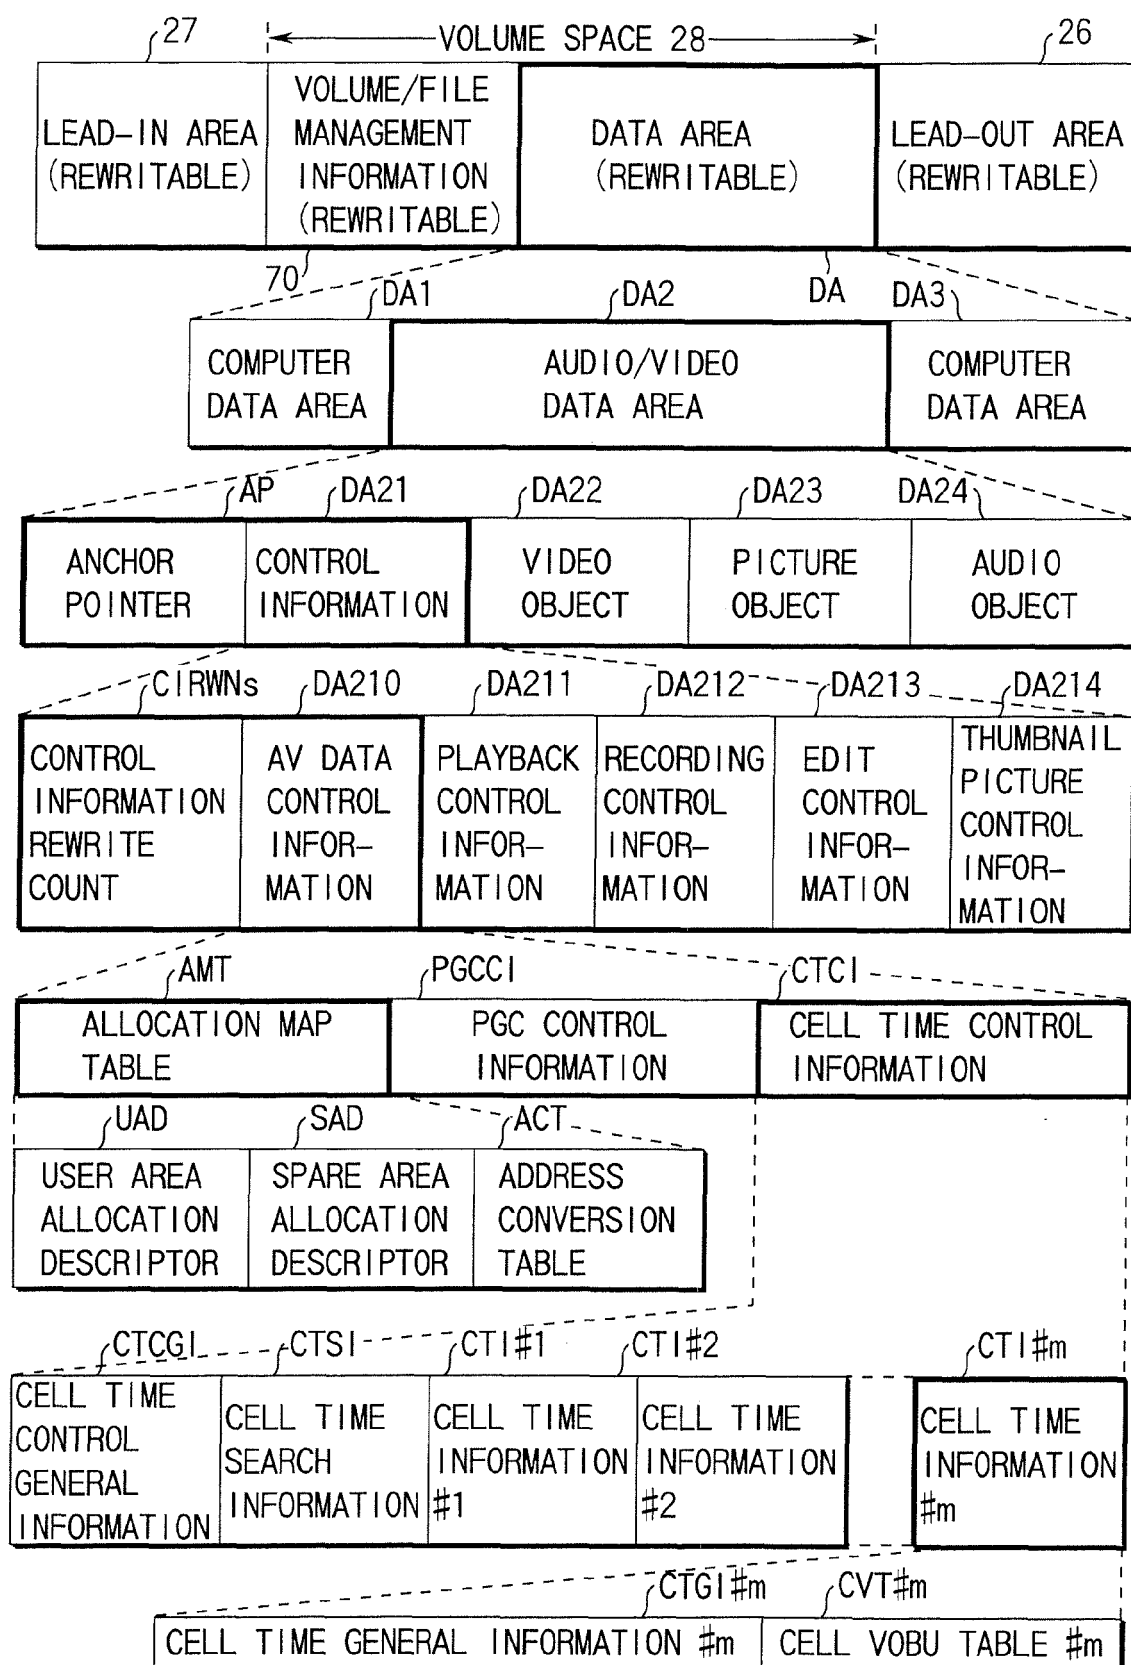 27
VOLUME SPACE 28
26
LEAD-IN AREA
(REWRITABLE)
VOLUME/FILE
MANAGEMENT
INFORMATION
(REWRITABLE)
DATA AREA
(REWRITABLE)
LEAD-OUT AREA
(REWRITABLE)
70
DA
DA1
DA2
DA3
COMPUTER
DATA AREA
AUDIO/VIDEO
DATA AREA
COMPUTER
DATA AREA
AP
DA21
DA22
DA23
DA24
ANCHOR
POINTER
CONTROL
INFORMATION
VIDEO
OBJECT
PICTURE
OBJECT
AUDIO
OBJECT
CIRWNs
DA210
DA211
DA212
DA213
DA214
CONTROL
INFORMATION
REWRITE
COUNT
AV DATA
CONTROL
INFOR-
MATION
PLAYBACK
CONTROL
INFOR-
MATION
RECORDING
CONTROL
INFOR-
MATION
EDIT
CONTROL
INFOR-
MATION
THUMBNAIL
PICTURE
CONTROL
INFOR-
MATION
AMT
PGCCI
CTCI
ALLOCATION MAP
TABLE
PGC CONTROL
INFORMATION
CELL TIME CONTROL
INFORMATION
UAD
SAD
ACT
USER AREA
ALLOCATION
DESCRIPTOR
SPARE AREA
ALLOCATION
DESCRIPTOR
ADDRESS
CONVERSION
TABLE
CTCGI
CTSI
CTI#1
CTI#2
CTI#m
CELL TIME
CONTROL
GENERAL
INFORMATION
CELL TIME
SEARCH
INFORMATION
CELL TIME
INFORMATION
#1
CELL TIME
INFORMATION
#2
CELL TIME
INFORMATION
#m
CTGI#m
CVT#m
CELL TIME GENERAL INFORMATION #m
CELL VOBU TABLE #m